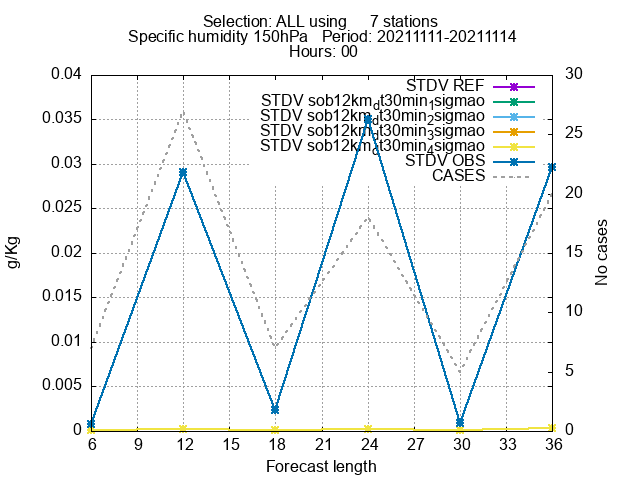 Selection: ALL using 7 stations
Specific humidity 150hPa Period: 20211111-20211114
Hours: 00
STDV REF
STDV sob12km_dt30min_1sigmao
STDV sob12km_dt30min_2sigmao
STDV sob12km_dt30min_3sigmao
STDV sob12km_dt30min_4sigmao
STDV OBS
CASES
0.04
0.035
0.03
0.025
0.02
0.015
0.01
0.005
0
g/Kg
30
25
20
15
10
5
0
No cases
6 9 12 15 18 21 24 27 30 33 36
Forecast length